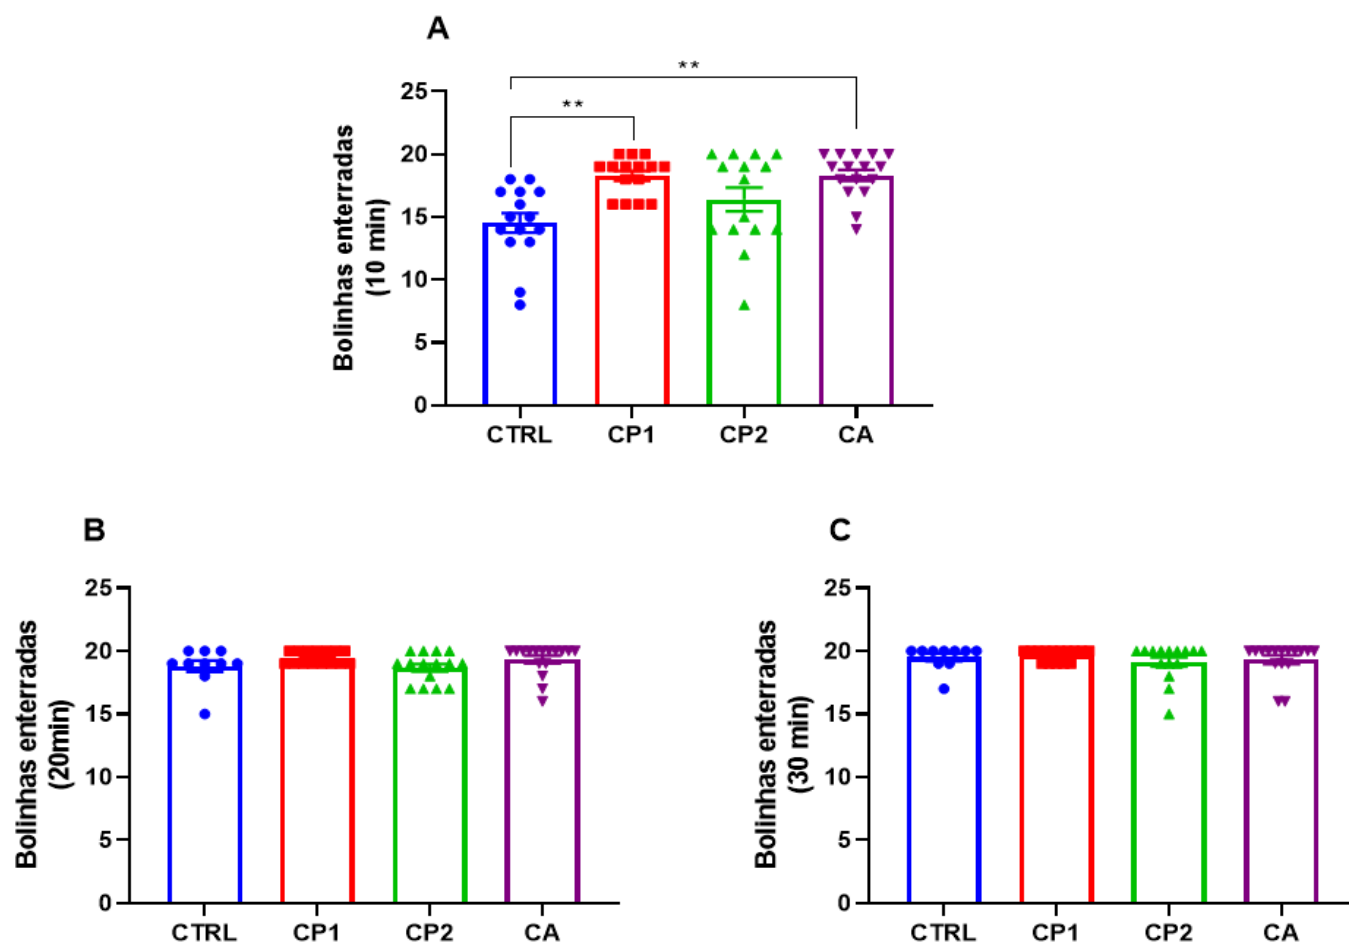 A
**
**
Bolinhas enterradas
(10 min)
25
20
15
10
5
0
CTRL CP1 CP2 CA
B
Bolinhas enterradas
(20min)
25
20
15
10
5
0
CTRL CP1 CP2 CA
C
Bolinhas enterradas
(30 min)
25
20
15
10
5
0
CTRL CP1 CP2 CA